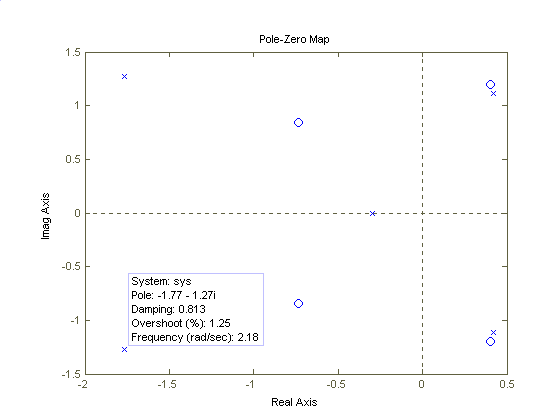 Pole-Zero Map
1.5
1
0.5
0
-0.5
-1
-1.5
Imag Axis
System: sys
Pole: -1.77 - 1.27i
Damping: 0.813
Overshoot (%): 1.25
Frequency (rad/sec): 2.18
-2
-1.5
-1
-0.5
0
0.5
Real Axis